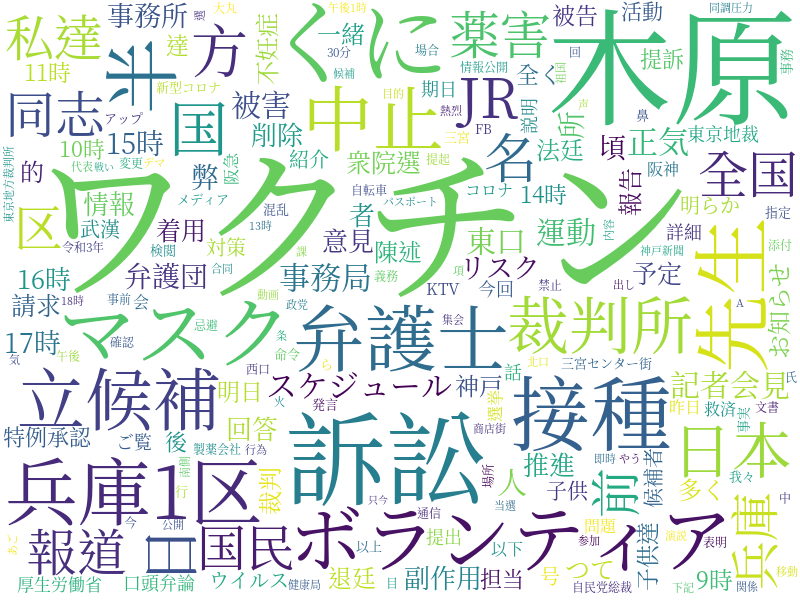 事務所
被告
活動
大丸
午後1時
同調圧力
私達
達
頭
不妊症
くに
一緒
薬害
木原
事務
半
方
30分
場合
回
提訴
11時
新型コロナ
候補
情報公開
全く
祖国
同志
アップ
被害
中止
目的
期日
熱烈
JR
説明
声
所
鼻
国
15時
削除
三宮
FB
名
頃
正気
東京地裁
10時
変更
デマ
紹介
阪急
衆院選
提起
法廷
阪神
全国
東京地方裁判所
的
代表
戦い
弊
自転車
コロナ
14時
報告
ワクチン
区
情報
メディア
混乱
者
パスポート
明らか
指定
武漢
着用
13時
意見
陳述
東口
運動
内容
詳細
添付
先生
令和3年
検閲
対策
課
神戸新聞
16時
弁護団
合同
事務局
義務
リスク
予定
お知らせ
請求
18時
事前
会
動画
項
KTV
今回
禁止
出し
A
マスク
忌避
政党
弁護士
集会
裁判所
17時
確認
条
命令
ら
北口
気
午後
西口
三宮センター街
立候補
明日
スケジュール
神戸
話
接種
記者会見
氏
火
発言
選挙
昨日
救済
文書
特例承認
ご覧
後
回答
訴訟
商店街
事実
日本
製薬会社
行為
即時
やう
兵庫1区
南側
裁判
人
推進
場所
前
候補者
我々
行
只今
当選
子供
多く
中
兵庫
報道
日
今
公開
国民
ボランティア
通信
問題
演説
あご
提出
参加
表明
以上
以下
つて
子供達
移動
厚生労働省
口頭弁論
ウイルス
健康局
退廷
目
副作用
担当
号
自民党総裁
9時
下記
関係